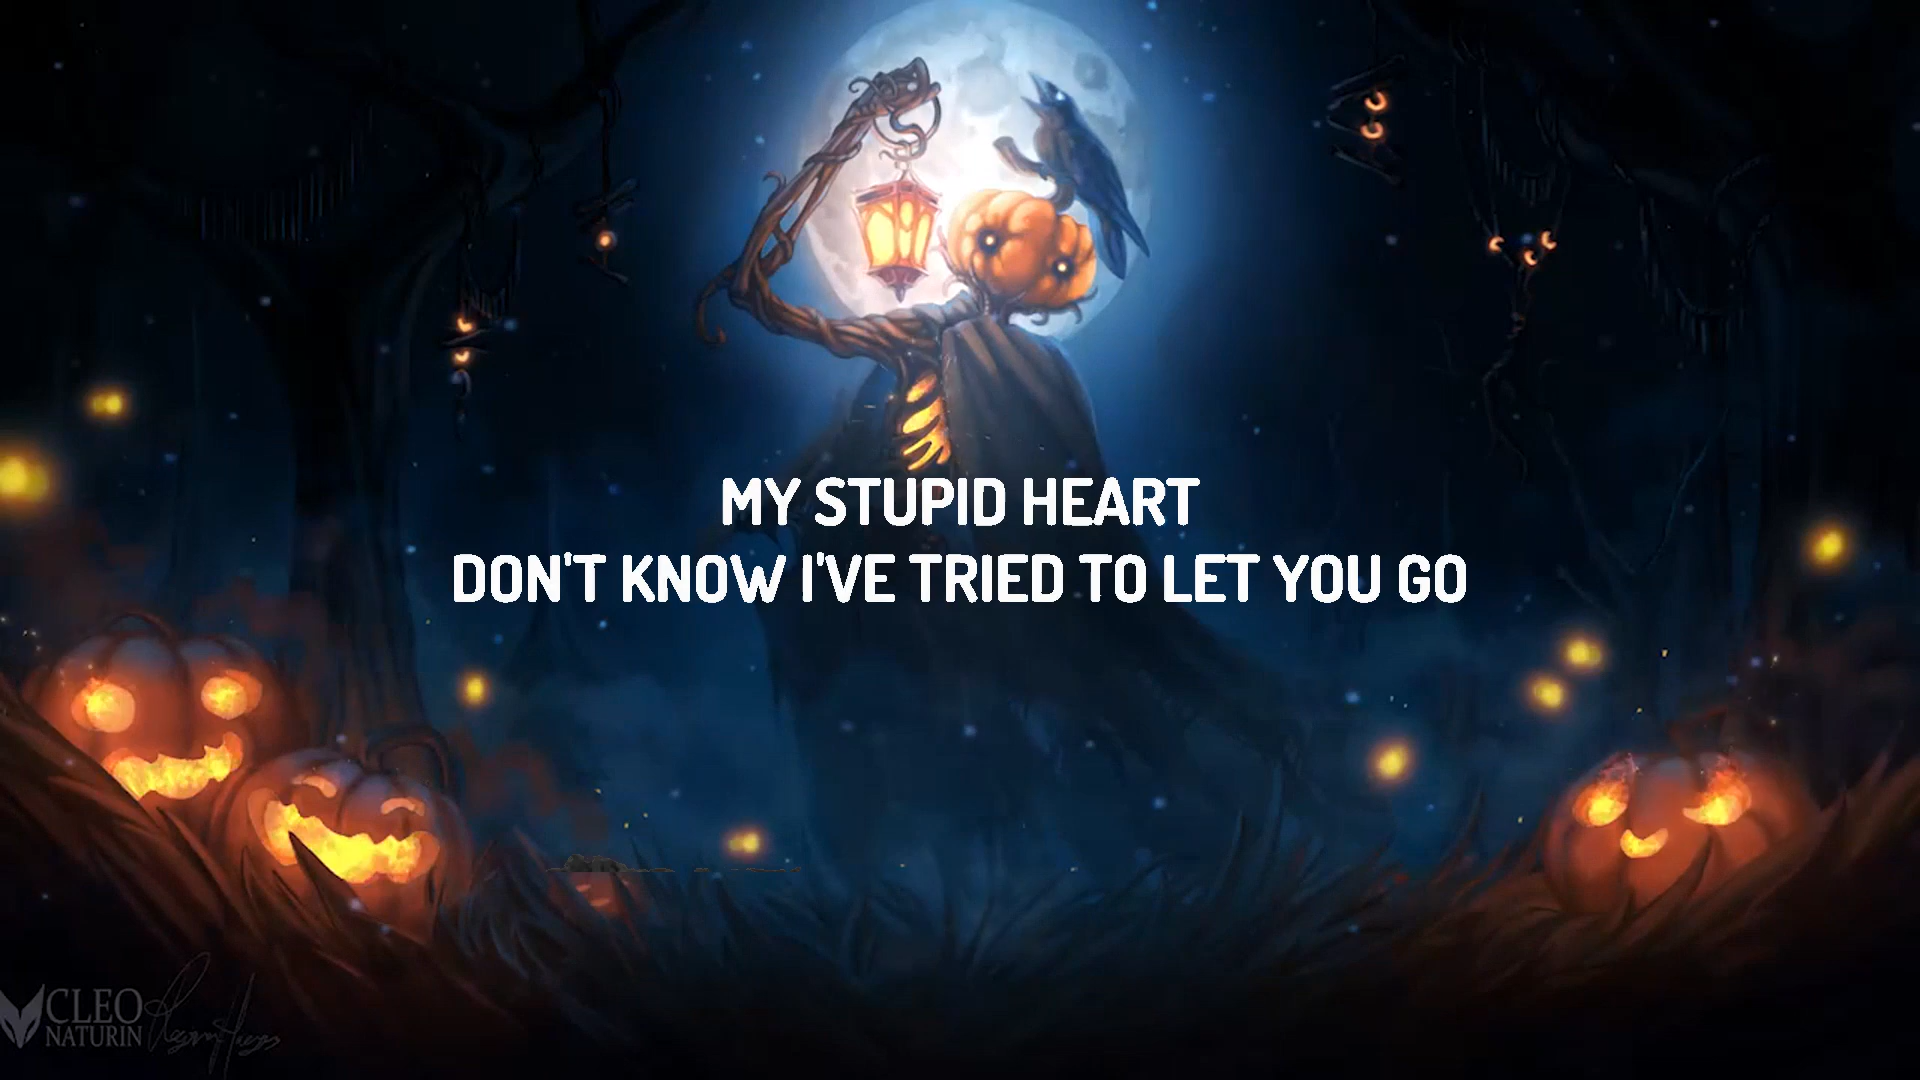 MY STUPID HEART
DON'T KNOW I'VE TRIED TO LET YOU GO
CLEO
NATURIN